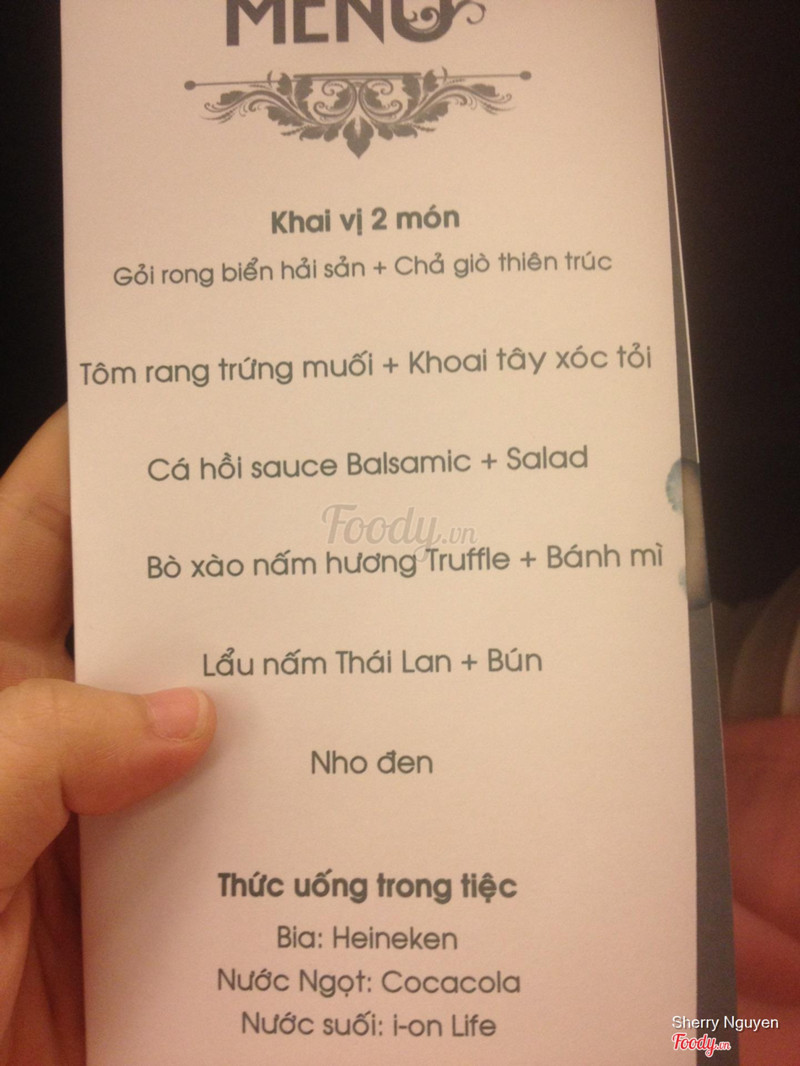 MENU
Khai vị 2 món
Gỏi rong biển hải sản + Chả giò thiên trúc
Tôm rang trứng muối + Khoai tây xóc tỏi
Cá hồi sauce Balsamic + Salad
Foody.vn
Bò xào nấm hương Truffle + Bánh mì
Lẩu nấm Thái Lan + Bún
Nho đen
Thức uống trong tiệc
Bia: Heineken
Nước Ngọt: Cocacola
Nước suối: i-on Life
Sherry Nguyen
Foody.vn